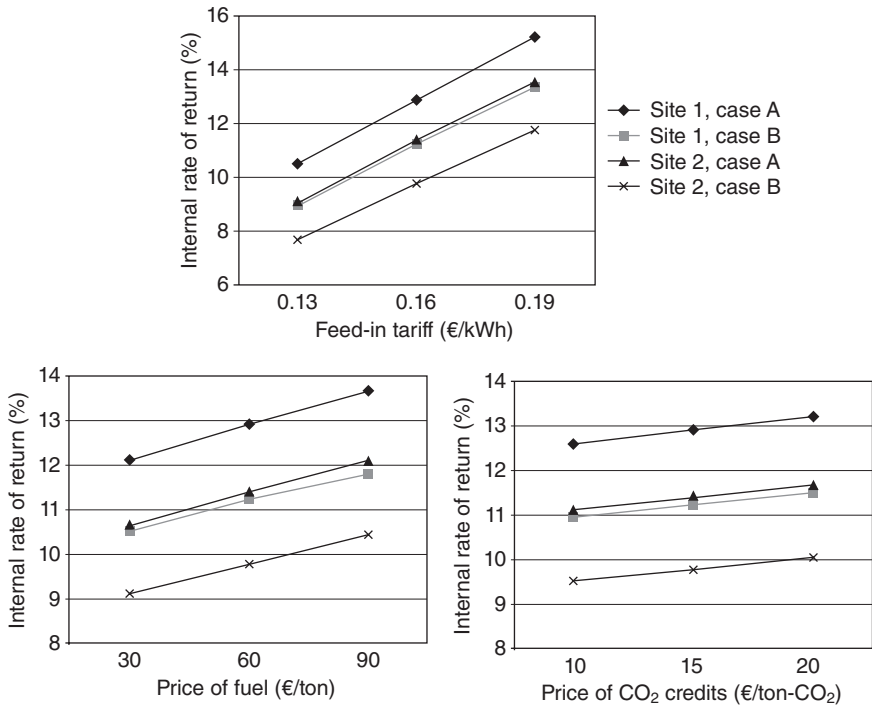 16
14
12
10
8
6
Internal rate of return (%)
0.13 0.16 0.19
Feed-in tariff (€/kWh)
Site 1, case A
Site 1, case B
Site 2, case A
Site 2, case B
14
13
12
11
10
9
8
Internal rate of return (%)
30 60 90
Price of fuel (€/ton)
14
13
12
11
10
9
8
Internal rate of return (%)
10 15 20
Price of CO₂ credits (€/ton-CO₂)